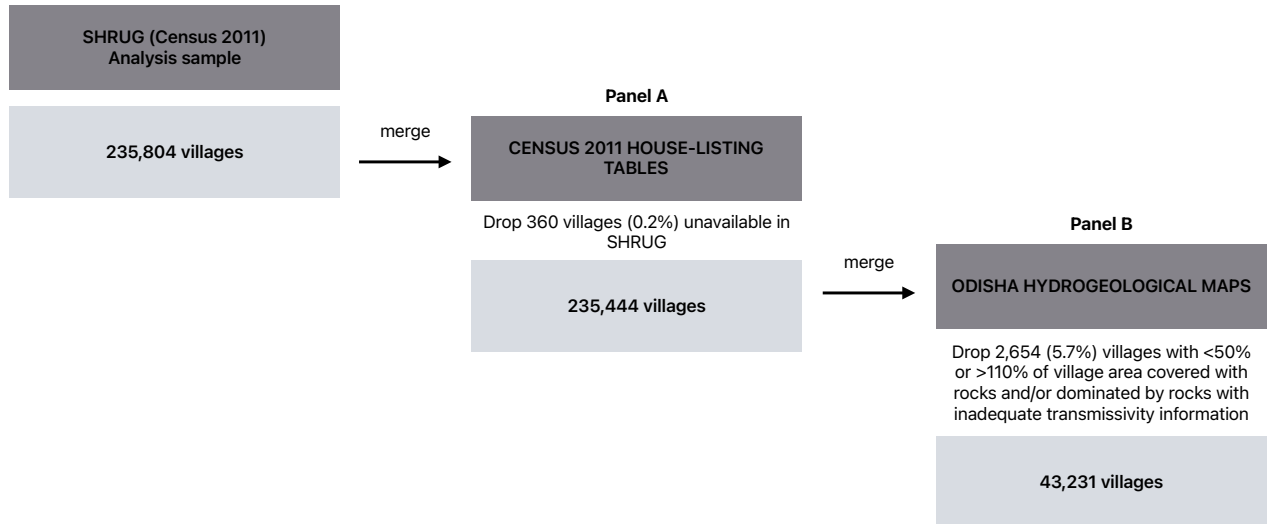 SHRUG (Census 2011)
Analysis sample
235,804 villages
merge
Panel A
CENSUS 2011 HOUSE-LISTING
TABLES
Drop 360 villages (0.2%) unavailable in
SHRUG
235,444 villages
merge
Panel B
ODISHA HYDROGEOLOGICAL MAPS
Drop 2,654 (5.7%) villages with <50%
or >110% of village area covered with
rocks and/or dominated by rocks with
inadequate transmissivity information
43,231 villages